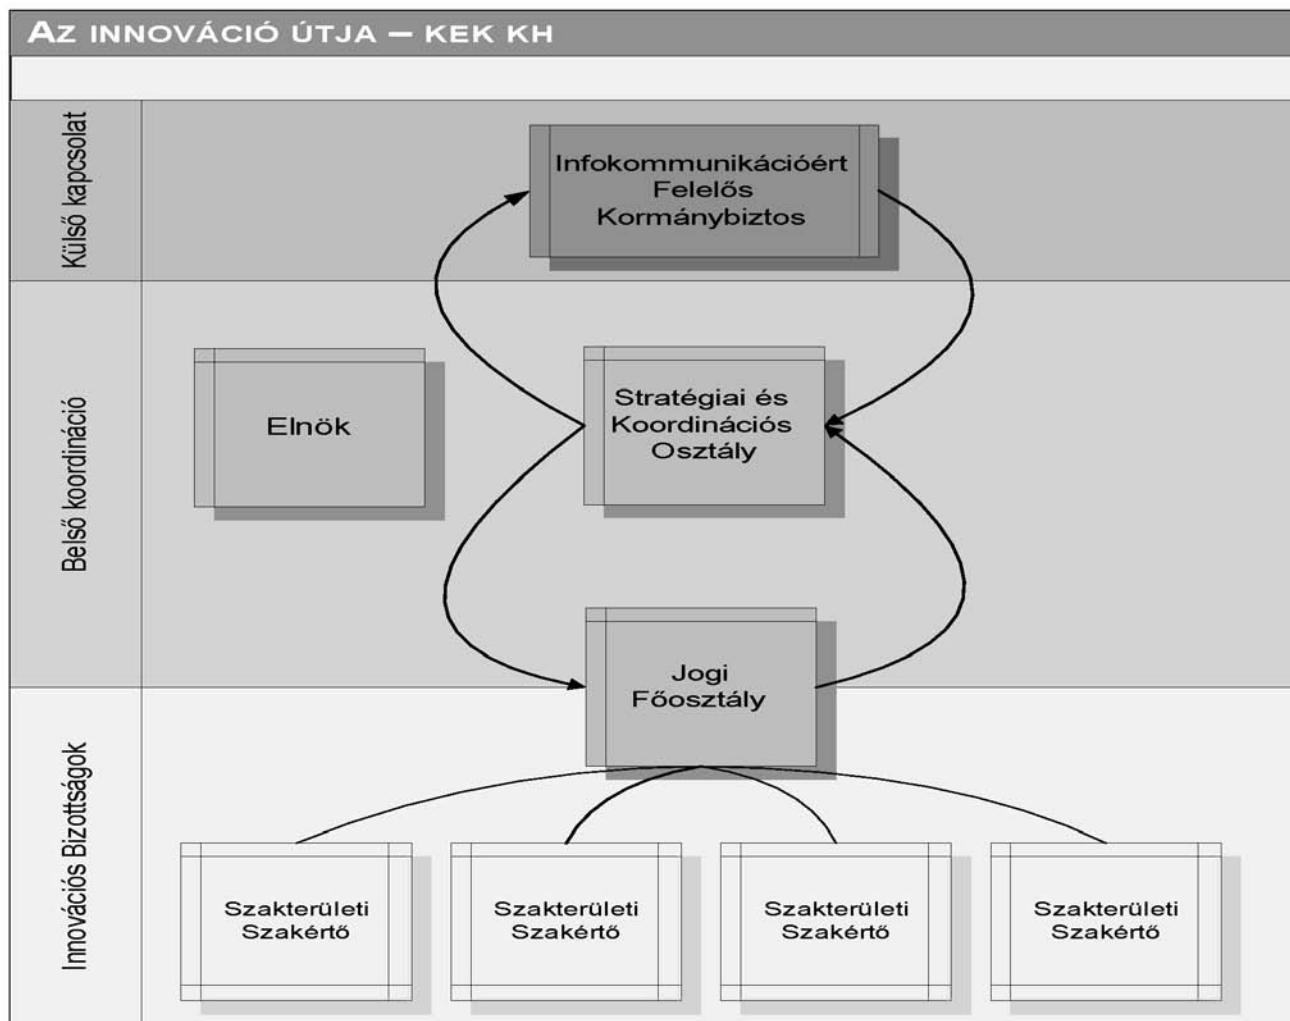 AZ INNOVÁCIÓ ÚTJA – KEK KH
Külső kapcsolat
Infokommunikációért
Felelős
Kormánybiztos
Belső koordináció
Elnök
Stratégiai és
Koordinációs
Osztály
Jogi
Főosztály
Innovációs Bizottságok
Szakterületi
Szakértő
Szakterületi
Szakértő
Szakterületi
Szakértő
Szakterületi
Szakértő